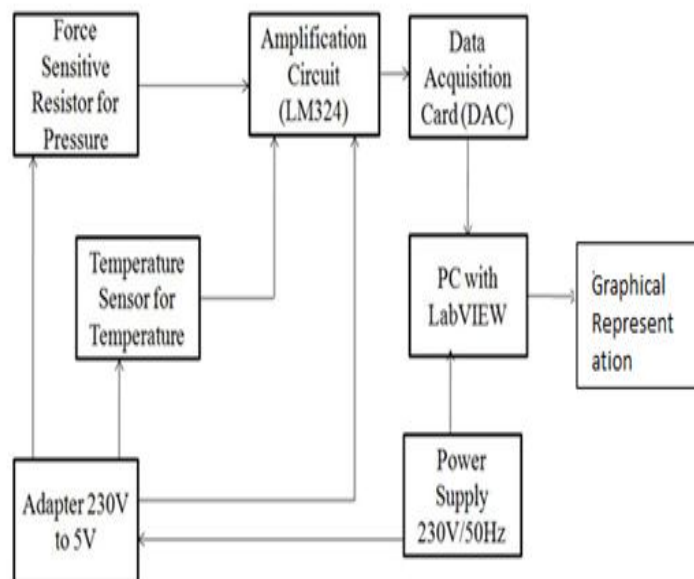 Force
Sensitive
Resistor for
Pressure
Amplification
Circuit
(LM324)
Data
Acquisition
Card (DAC)
Temperature
Sensor for
Temperature
PC with
LabVIEW
Graphical
Represent
ation
Adapter 230V
to 5V
Power
Supply
230V/50Hz